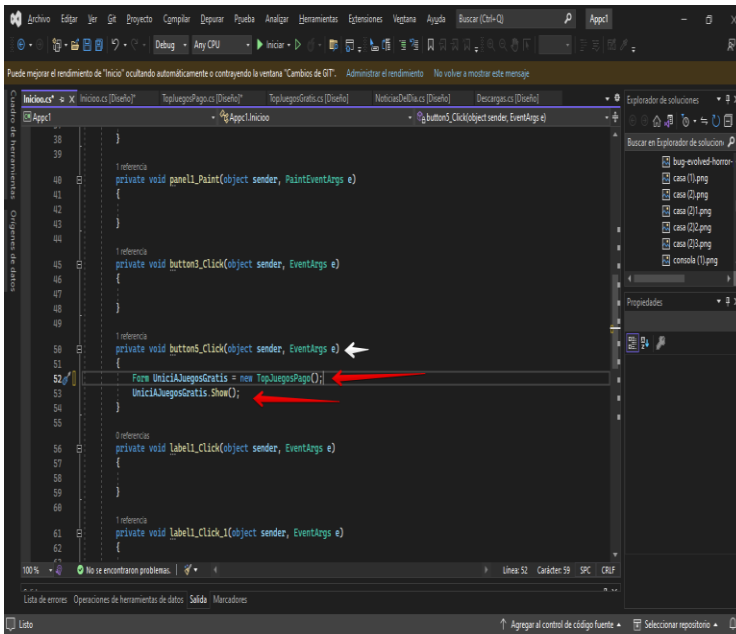 Archivo Editar Ver Git Proyecto Compilar Depurar Prueba Analizar Herramientas Extensiones Ventana Ayuda Buscar (Ctrl+Q) Appc1
Debug Any CPU Iniciar
Puede mejorar el rendimiento de "Inicio" ocultando automáticamente o contrayendo la ventana "Cambios de GIT". Administrar el rendimiento No volver a mostrar este mensaje
Cuadro de herramientas
Orígenes de datos
Inicioo.cs* Inicioo.cs [Diseño]* TopJuegosPago.cs [Diseño]* TopJuegosGratis.cs [Diseño] NoticiasDelDia.cs [Diseño] Descargas.cs [Diseño]
Appc1 Appc1.Inicioo button5_Click(object sender, EventArgs e)
38 }
39
1 referencia
40 private void panel1_Paint(object sender, PaintEventArgs e)
41 {
42
43 }
44
1 referencia
45 private void button3_Click(object sender, EventArgs e)
46 {
47
48 }
49
1 referencia
50 private void button5_Click(object sender, EventArgs e)
51 {
52 Form UniciAJuegosGratis = new TopJuegosPago();
53 UniciAJuegosGratis.Show();
54 }
55
0 referencias
56 private void label1_Click(object sender, EventArgs e)
57 {
58
59 }
60
1 referencia
61 private void label1_Click_1(object sender, EventArgs e)
62 {
100 % No se encontraron problemas. Línea: 52 Carácter: 59 SPC CRLF
Lista de errores Operaciones de herramientas de datos Salida Marcadores
Explorador de soluciones
Buscar en Explorador de solucion
bug-evolved-horror-
casa (1).png
casa (2).png
casa (2)1.png
casa (2)2.png
casa (2)3.png
consola (1).png
Propiedades
Listo Agregar al control de código fuente Seleccionar repositorio